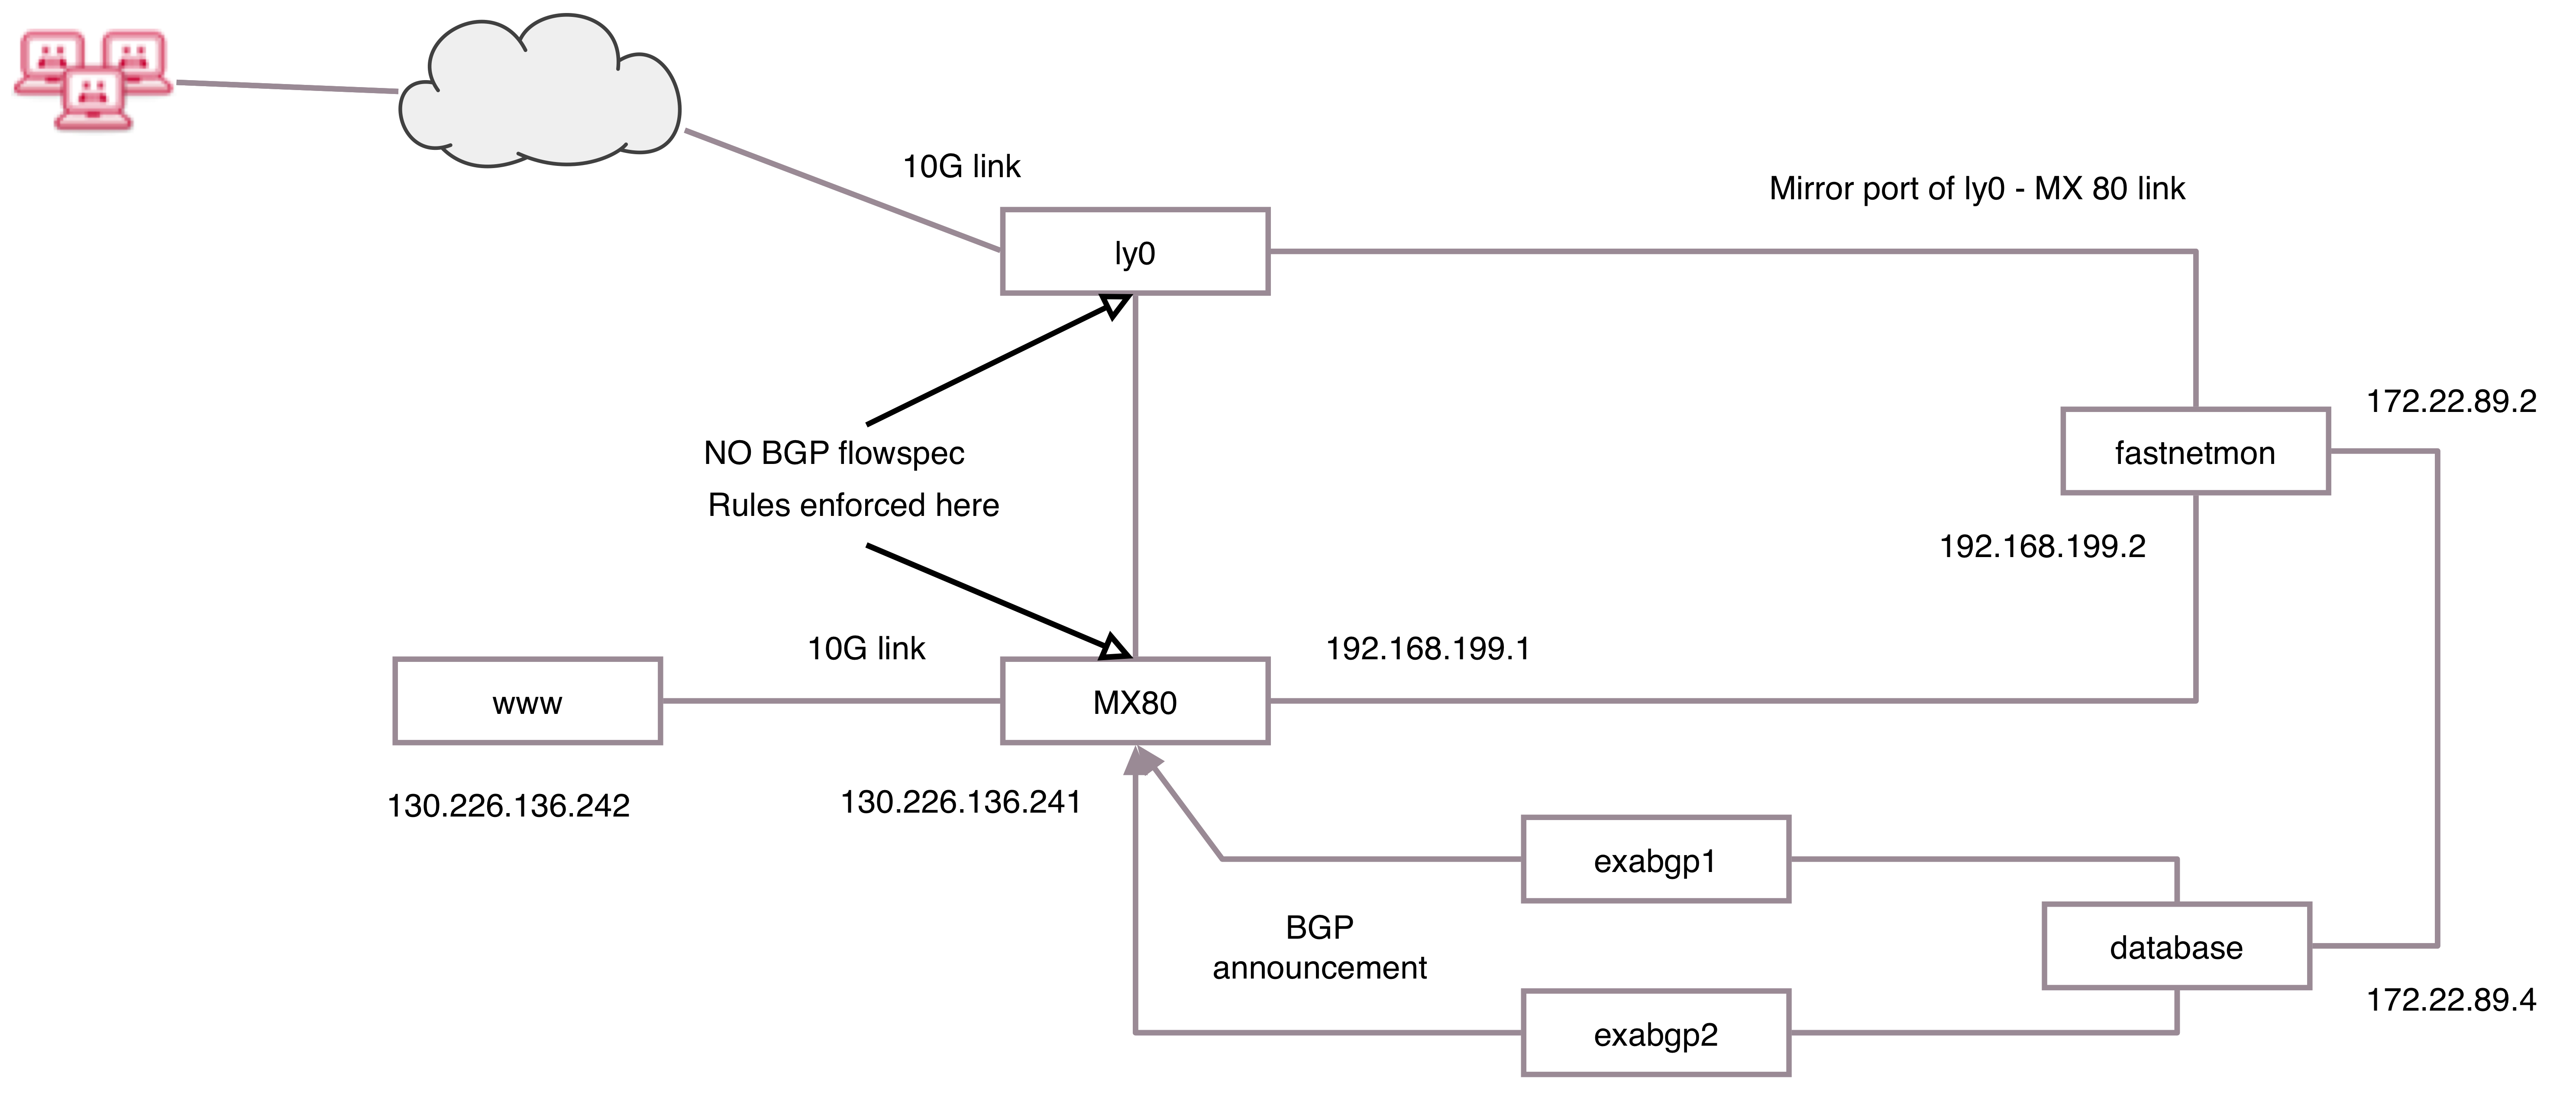 10G link
Mirror port of ly0 - MX 80 link
ly0
172.22.89.2
NO BGP flowspec
Rules enforced here
fastnetmon
192.168.199.2
10G link
192.168.199.1
www
MX80
130.226.136.242
130.226.136.241
exabgp1
BGP
announcement
database
172.22.89.4
exabgp2